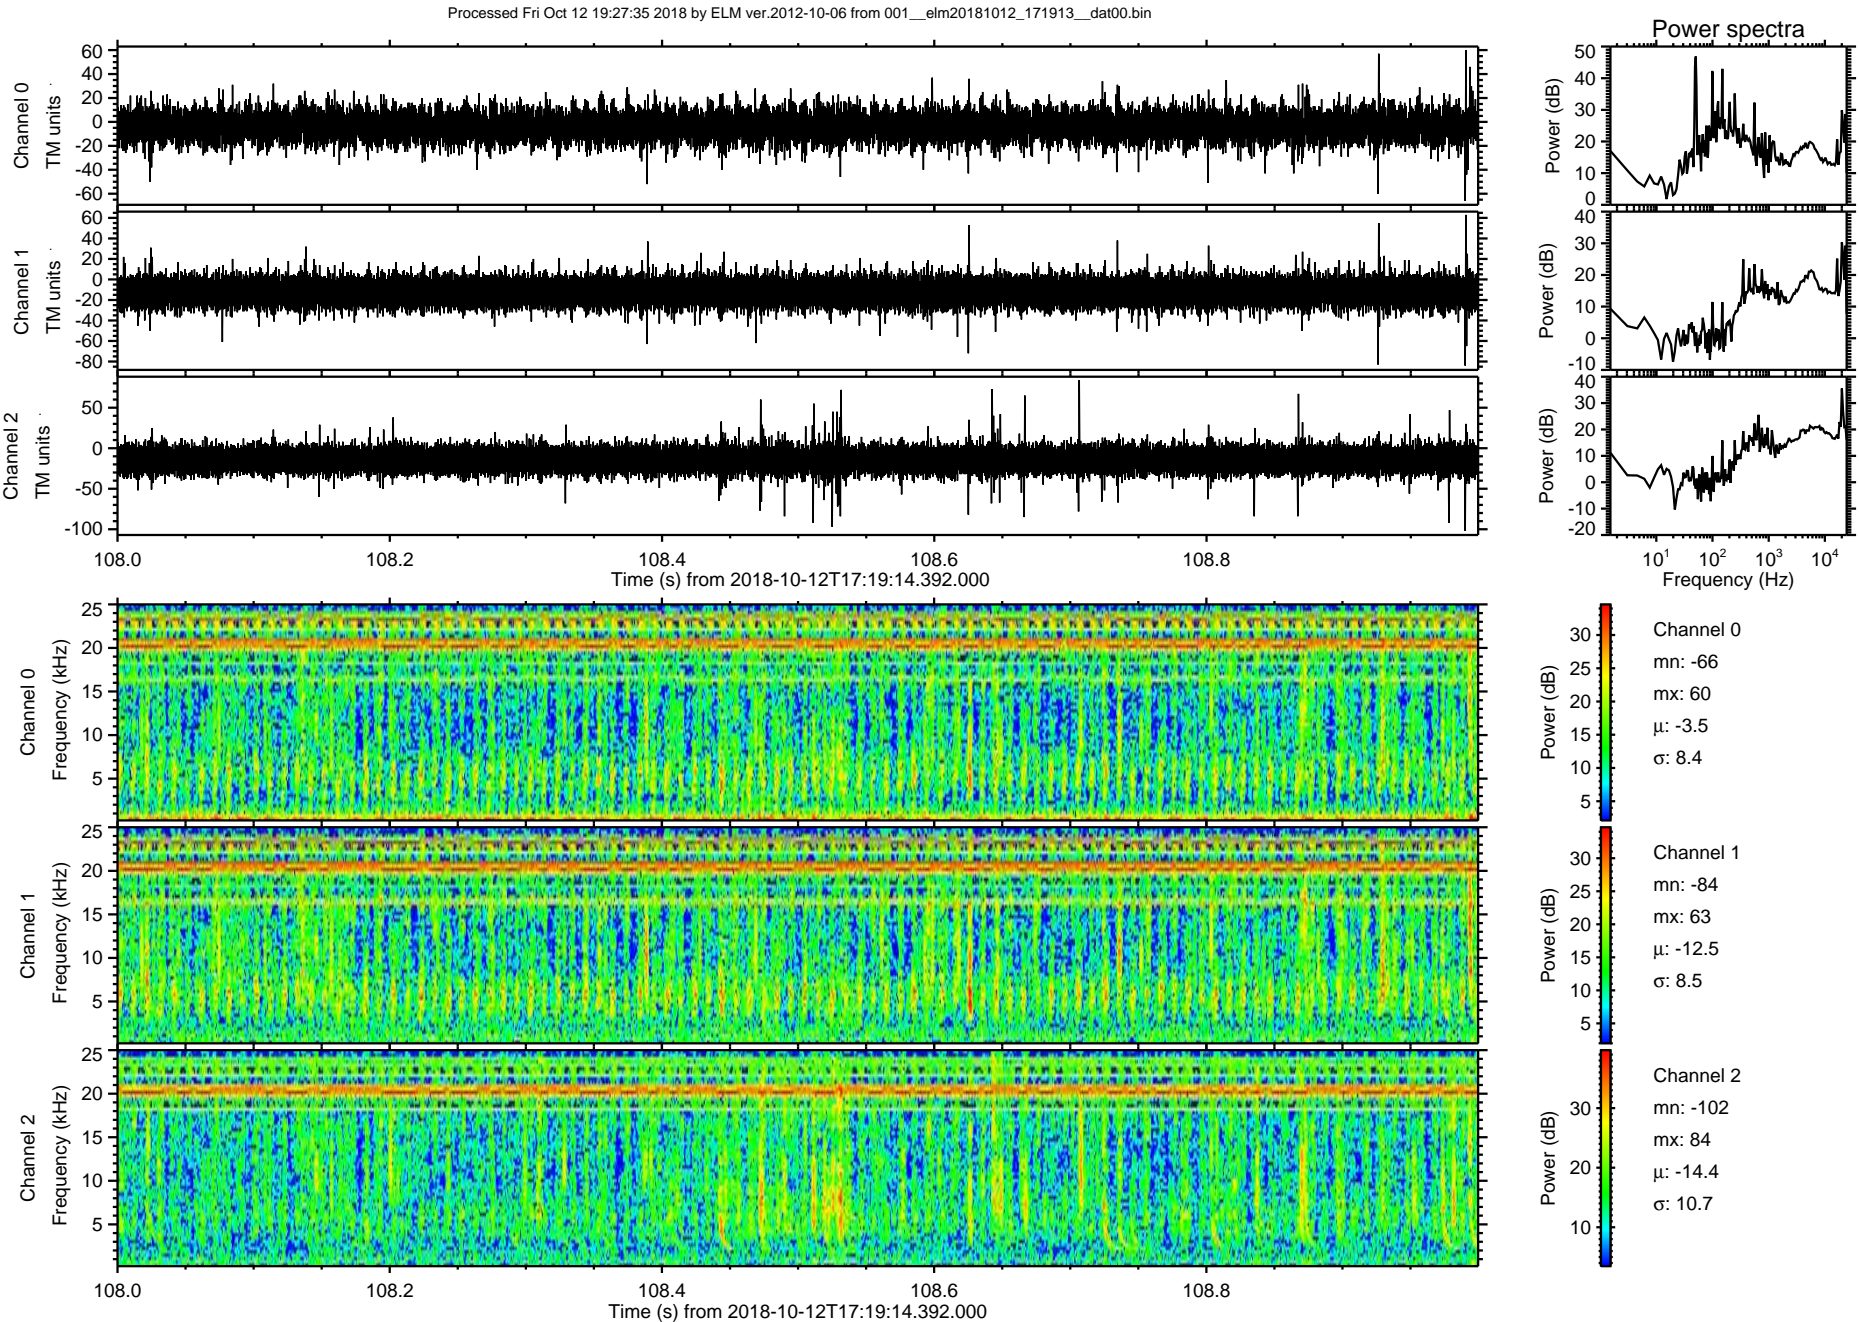 Processed Fri Oct 12 19:27:35 2018 by ELM ver.2012-10-06 from 001__elm20181012_171913__dat00.bin
Power spectra
Channel 0
TM units
60
40
20
0
-20
-40
-60
Power (dB)
50
40
30
20
10
0
Channel 1
TM units
60
40
20
0
-20
-40
-60
-80
Power (dB)
40
30
20
10
0
-10
Channel 2
TM units
50
0
-50
-100
Power (dB)
40
30
20
10
0
-10
-20
108.0 108.2 108.4 108.6 108.8
Time (s) from 2018-10-12T17:19:14.392.000
10^1 10^2 10^3 10^4
Frequency (Hz)
Channel 0
Frequency (kHz)
25
20
15
10
5
Power (dB)
30
25
20
15
10
5
Channel 0
mn: -66
mx: 60
μ: -3.5
σ: 8.4
Channel 1
Frequency (kHz)
25
20
15
10
5
Power (dB)
30
25
20
15
10
5
Channel 1
mn: -84
mx: 63
μ: -12.5
σ: 8.5
Channel 2
Frequency (kHz)
25
20
15
10
5
Power (dB)
30
20
10
Channel 2
mn: -102
mx: 84
μ: -14.4
σ: 10.7
108.0 108.2 108.4 108.6 108.8
Time (s) from 2018-10-12T17:19:14.392.000